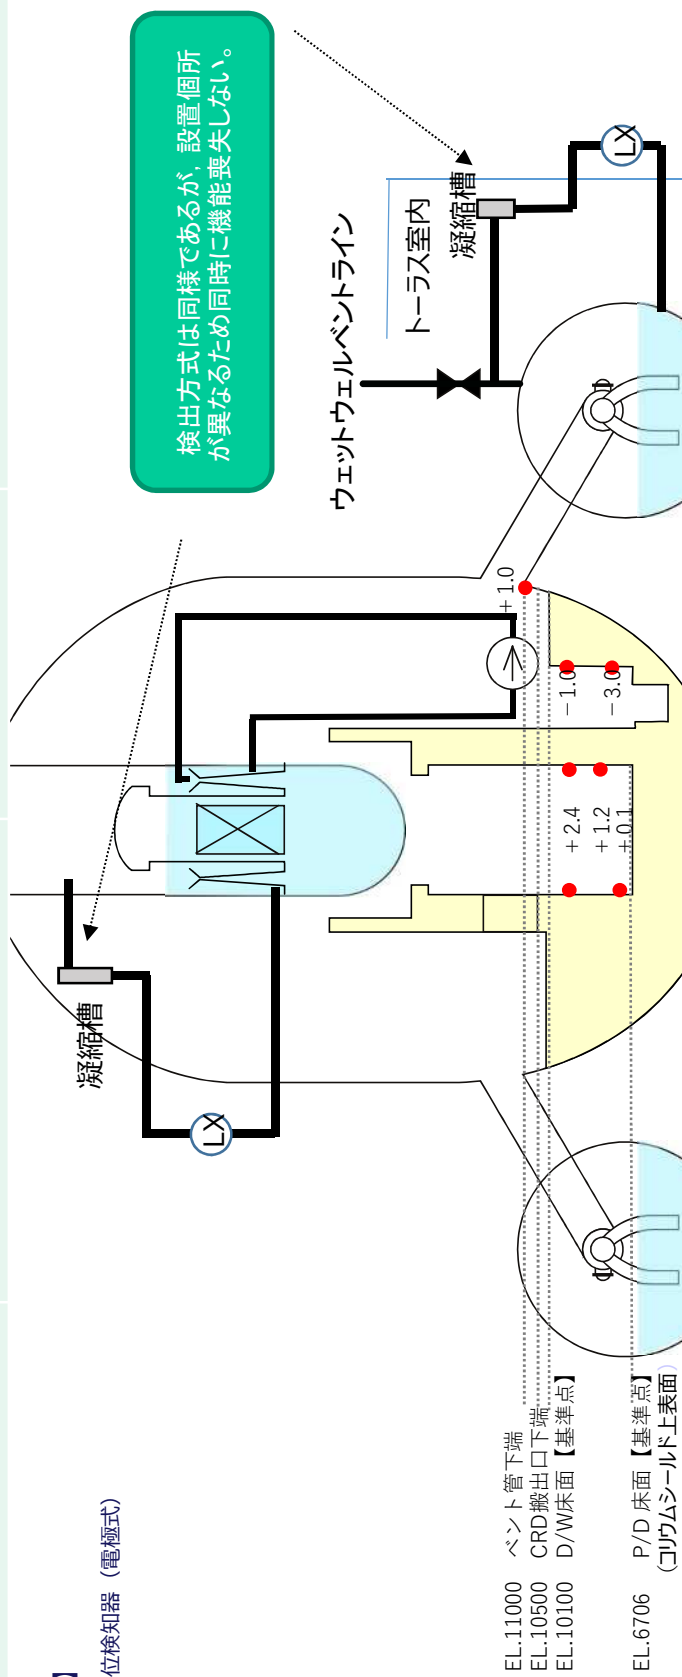 】
位検知器（電極式）
検出方式は同様であるが，設置個所
が異なるため同時に機能喪失しない。
凝縮槽
LX
ウェットウェルベントライン
トーラス室内
凝縮槽
LX
＋1.0
－1.0
－3.0
＋2.4
＋1.2
＋0.1
EL.11000 ベント管下端
EL.10500 CRD搬出口下端
EL.10100 D/W床面【基準点】
EL.6706 P/D 床面【基準点】
（コリウムシールド上表面）